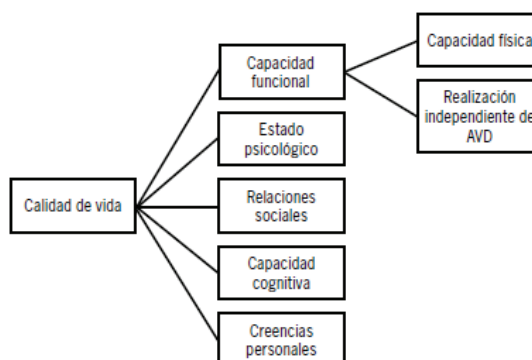 Capacidad física
Capacidad
funcional
Realización
independiente de
AVD
Estado
psicológico
Calidad de vida
Relaciones
sociales
Capacidad
cognitiva
Creencias
personales